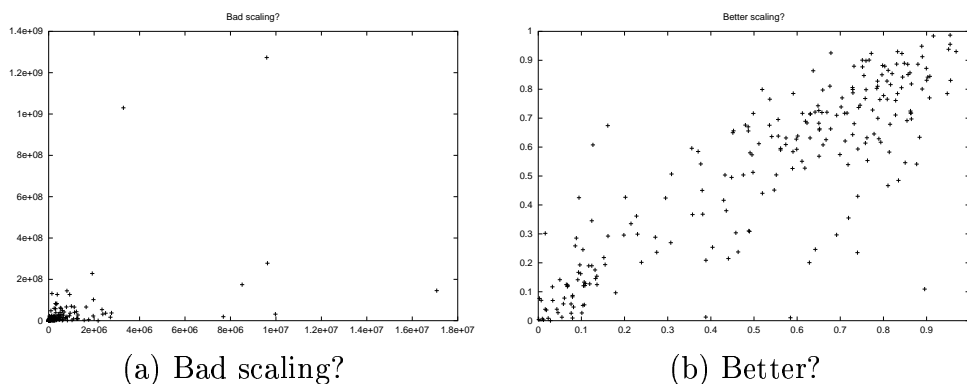 Bad scaling?
1.4e+09
1.2e+09
1e+09
8e+08
6e+08
4e+08
2e+08
0
0 2e+06 4e+06 6e+06 8e+06 1e+07 1.2e+07 1.4e+07 1.6e+07 1.8e+07
(a) Bad scaling?
Better scaling?
1
0.9
0.8
0.7
0.6
0.5
0.4
0.3
0.2
0.1
0
0 0.1 0.2 0.3 0.4 0.5 0.6 0.7 0.8 0.9
(b) Better?